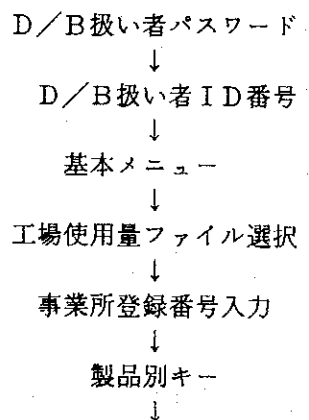 D／B扱い者パスワード
↓
D／B扱い者ID番号
↓
基本メニュー
↓
工場使用量ファイル選択
↓
事業所登録番号入力
↓
製品別キー
↓